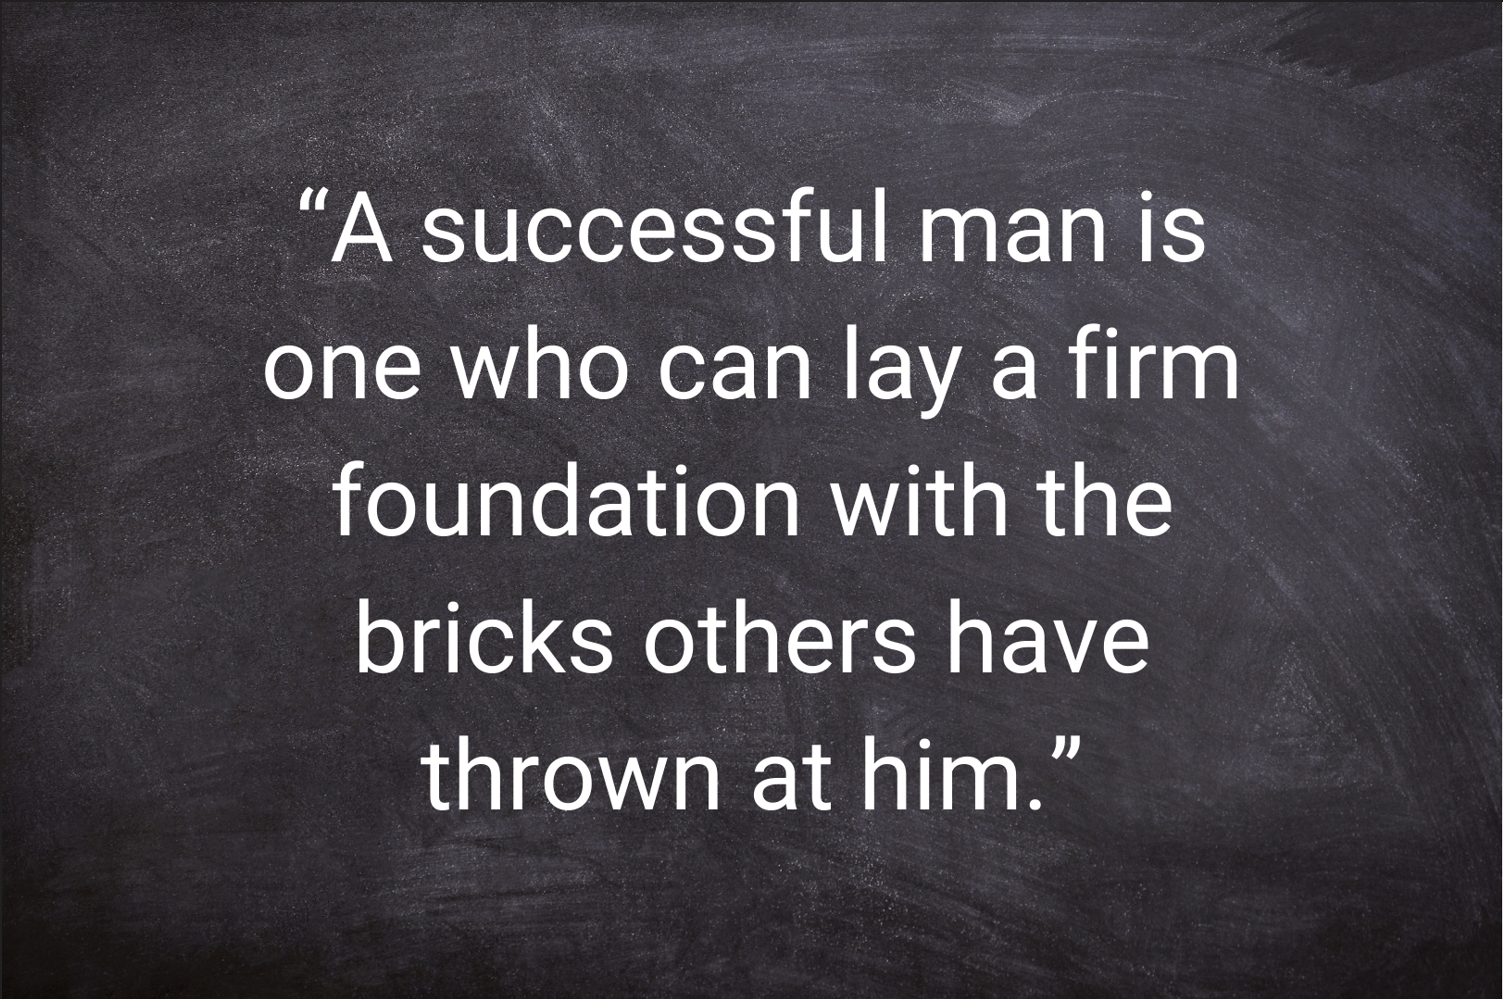 “A successful man is
one who can lay a firm
foundation with the
bricks others have
thrown at him.”